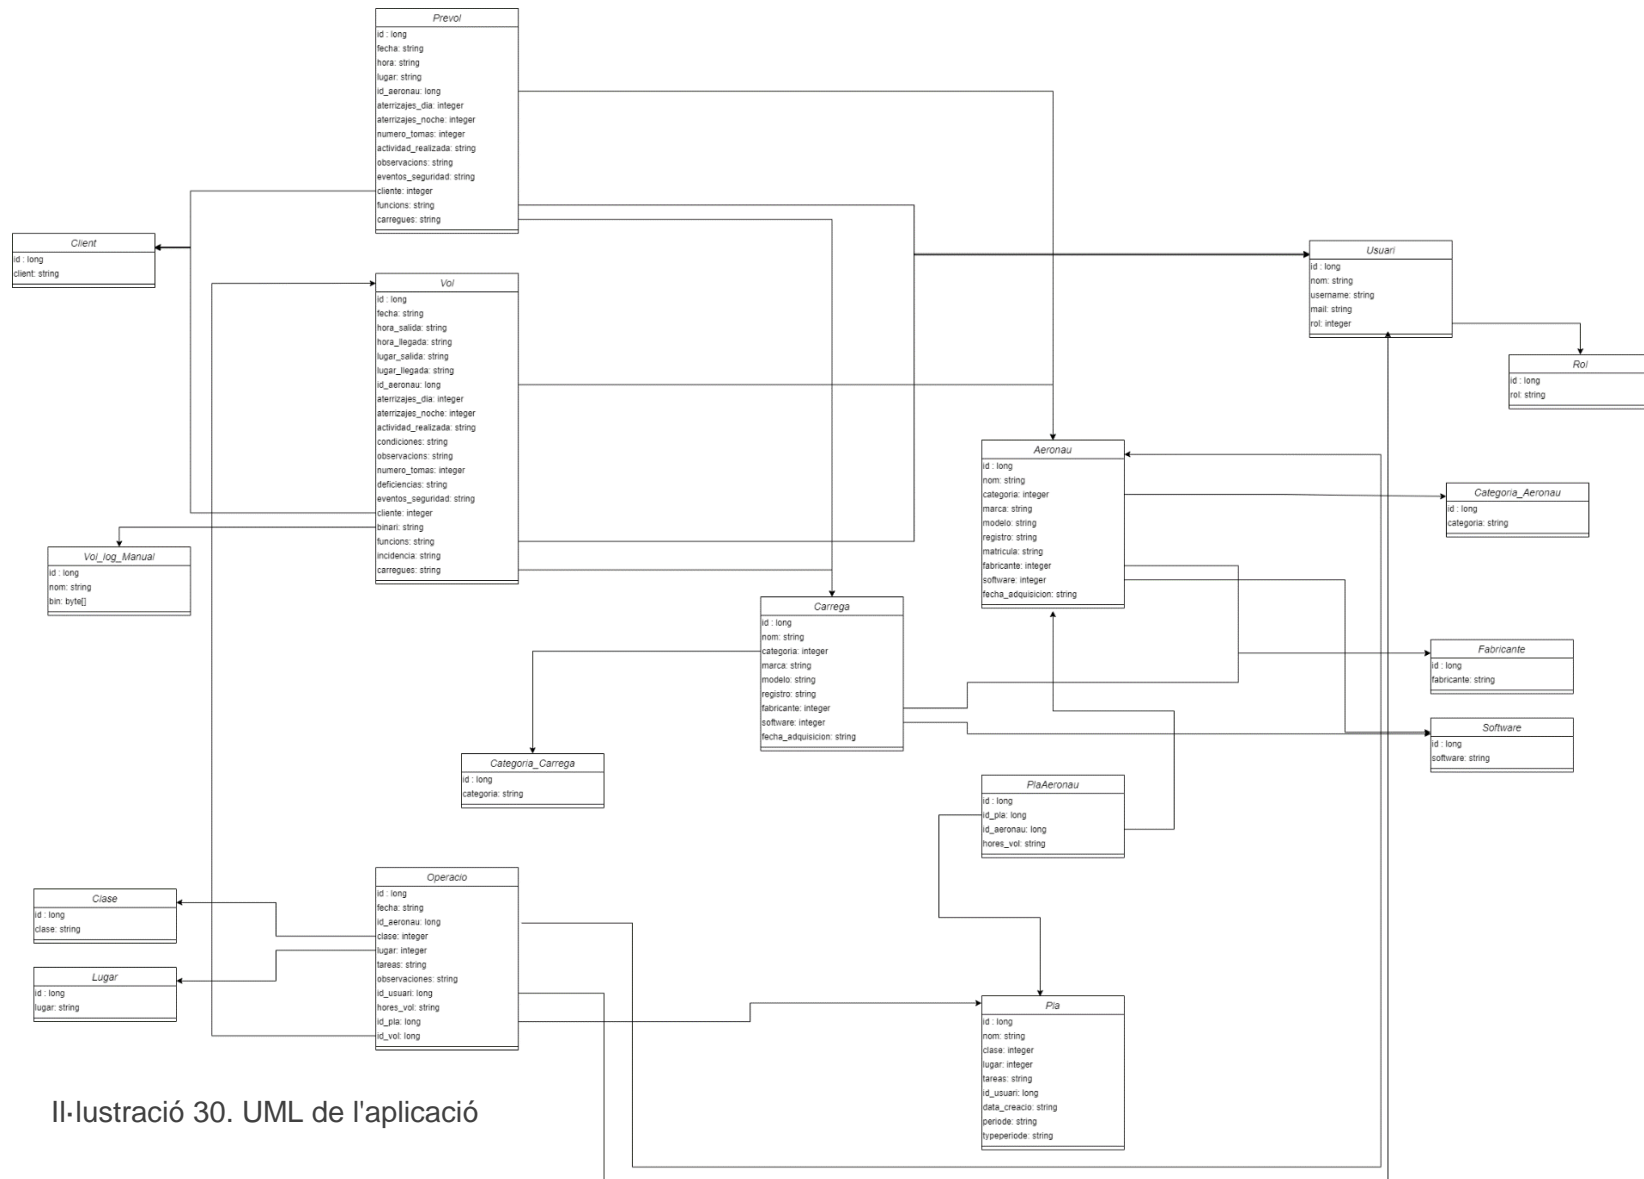 Prevol
id : long
fecha: string
hora: string
lugar: string
id_aeronau: long
aterrizajes_dia: integer
aterrizajes_noche: integer
numero_tomas: integer
actividad_realizada: string
observacions: string
eventos_seguridad: string
cliente: integer
funcions: string
carregues: string
Client
id : long
client: string
Usuari
id : long
nom: string
username: string
mail: string
rol: integer
Vol
id : long
fecha: string
hora_salida: string
hora_llegada: string
lugar_salida: string
lugar_llegada: string
id_aeronau: long
aterrizajes_dia: integer
aterrizajes_noche: integer
actividad_realizada: string
condiciones: string
observacions: string
numero_tomas: integer
deficiencias: string
eventos_seguridad: string
cliente: integer
binari: string
funcions: string
incidencia: string
carregues: string
Rol
id : long
rol: string
Aeronau
id : long
nom: string
categoria: integer
marca: string
modelo: string
registro: string
matricula: string
fabricante: integer
software: integer
fecha_adquisicion: string
Categoria_Aeronau
id : long
categoria: string
Vol_log_Manual
id : long
nom: string
bin: byte[]
Carrega
id : long
nom: string
categoria: integer
marca: string
modelo: string
registro: string
fabricante: integer
software: integer
fecha_adquisicion: string
Fabricante
id : long
fabricante: string
Software
id : long
software: string
Categoria_Carrega
id : long
categoria: string
PlaAeronau
id : long
id_pla: long
id_aeronau: long
hores_vol: string
Operacio
id : long
fecha: string
id_aeronau: long
clase: integer
lugar: integer
tareas: string
observaciones: string
id_usuari: long
hores_vol: string
id_pla: long
id_vol: long
Clase
id : long
clase: string
Lugar
id : long
lugar: string
Pla
id : long
nom: string
clase: integer
lugar: integer
tareas: string
id_usuari: long
data_creacio: string
periode: string
typeperiode: string
Il·lustració 30. UML de l'aplicació